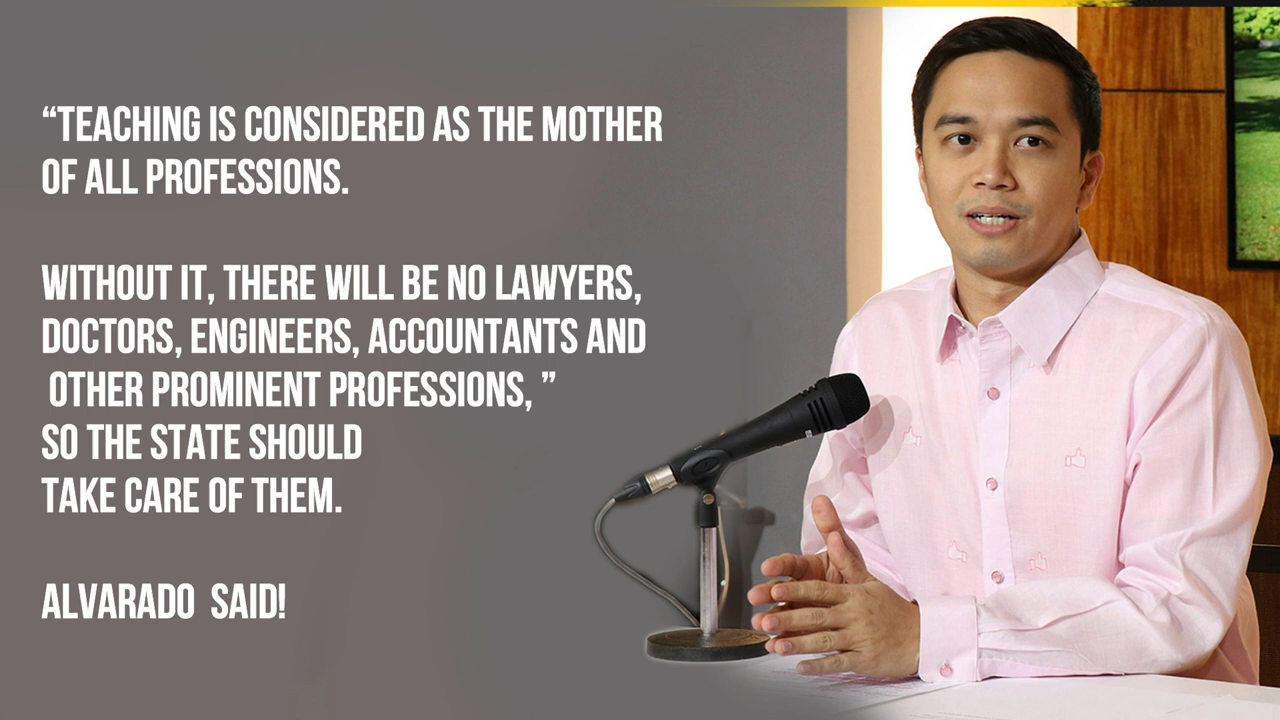 “TEACHING IS CONSIDERED AS THE MOTHER
OF ALL PROFESSIONS.
WITHOUT IT, THERE WILL BE NO LAWYERS,
DOCTORS, ENGINEERS, ACCOUNTANTS AND
OTHER PROMINENT PROFESSIONS, ”
SO THE STATE SHOULD
TAKE CARE OF THEM.
ALVARADO SAID!